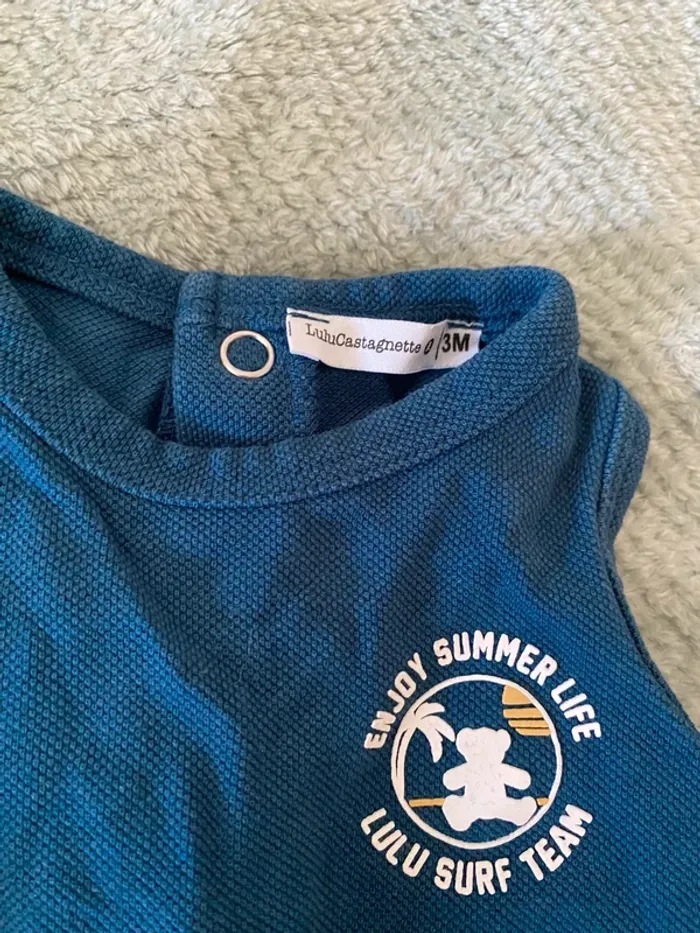 LuluCastagnette
3M
ENJOY SUMMER LIFE
LULU SURF TEAM